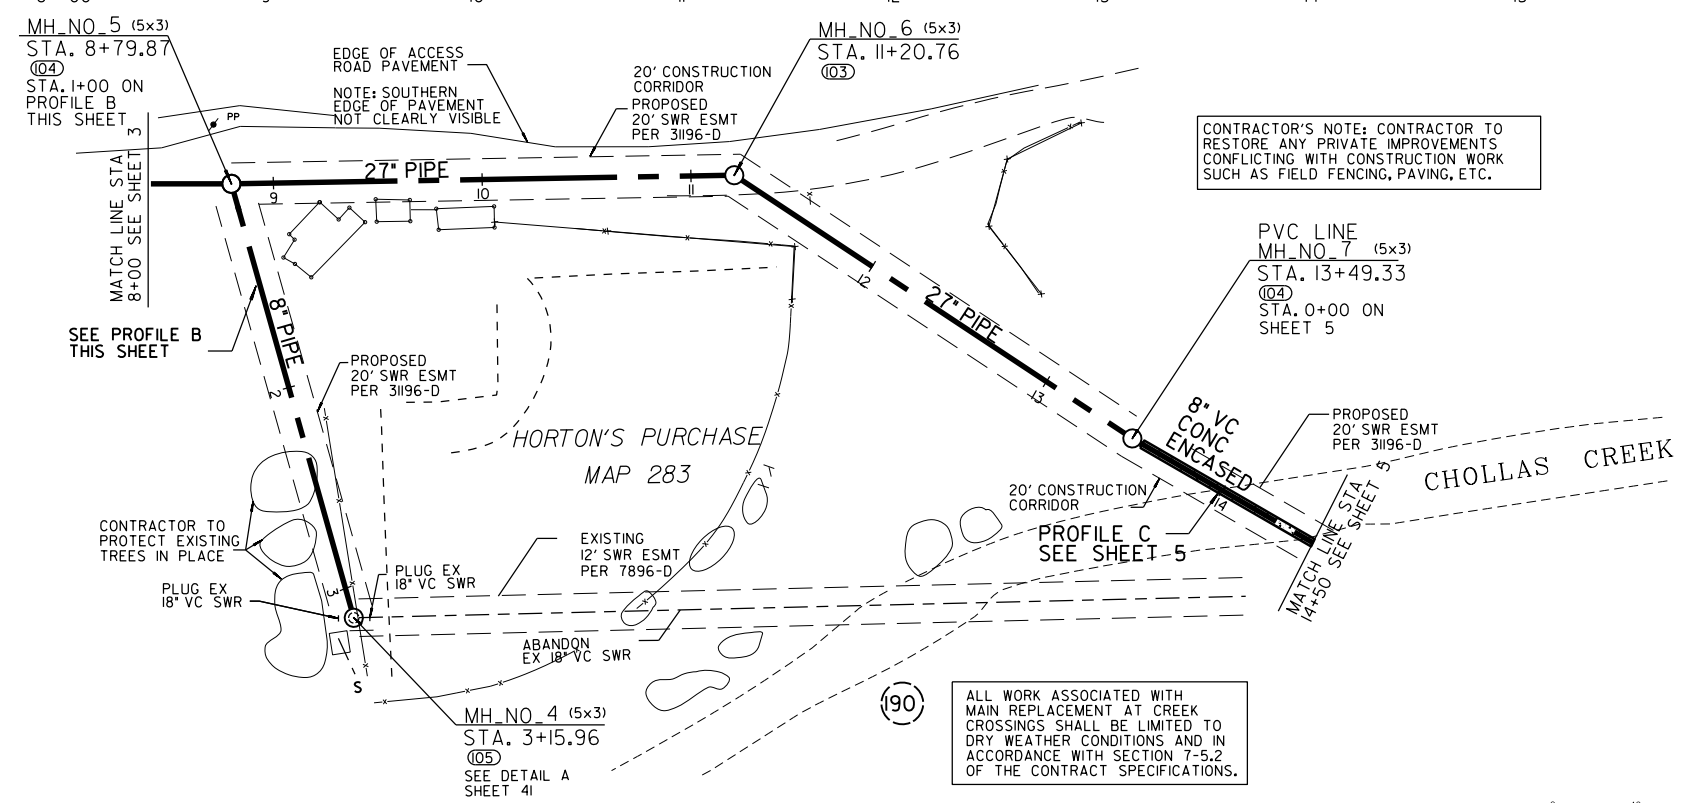 MH_NO_5 (5x3)
STA. 8+79.87
104
STA. 1+00 ON
PROFILE B
THIS SHEET
MATCH LINE STA
8+00 SEE SHEET 3
PP
EDGE OF ACCESS
ROAD PAVEMENT
NOTE: SOUTHERN
EDGE OF PAVEMENT
NOT CLEARLY VISIBLE
20' CONSTRUCTION
CORRIDOR
PROPOSED
20' SWR ESMT
PER 31196-D
MH_NO_6 (5x3)
STA. 11+20.76
103
CONTRACTOR'S NOTE: CONTRACTOR TO
RESTORE ANY PRIVATE IMPROVEMENTS
CONFLICTING WITH CONSTRUCTION WORK
SUCH AS FIELD FENCING, PAVING, ETC.
27" PIPE
9
10
11
12
27" PIPE
13
PVC LINE
MH_NO_7 (5x3)
STA. 13+49.33
104
STA. 0+00 ON
SHEET 5
SEE PROFILE B
THIS SHEET
8" PIPE
2
3
PROPOSED
20' SWR ESMT
PER 31196-D
HORTON'S PURCHASE
MAP 283
8" VC
CONC
ENCASED
14
PROPOSED
20' SWR ESMT
PER 31196-D
CHOLLAS CREEK
20' CONSTRUCTION
CORRIDOR
PROFILE C
SEE SHEET 5
MATCH LINE STA
14+50 SEE SHEET 5
CONTRACTOR TO
PROTECT EXISTING
TREES IN PLACE
PLUG EX
18" VC SWR
PLUG EX
18" VC SWR
EXISTING
12' SWR ESMT
PER 7896-D
ABANDON
EX 18" VC SWR
S
MH_NO_4 (5x3)
STA. 3+15.96
105
SEE DETAIL A
SHEET 41
190
ALL WORK ASSOCIATED WITH
MAIN REPLACEMENT AT CREEK
CROSSINGS SHALL BE LIMITED TO
DRY WEATHER CONDITIONS AND IN
ACCORDANCE WITH SECTION 7-5.2
OF THE CONTRACT SPECIFICATIONS.